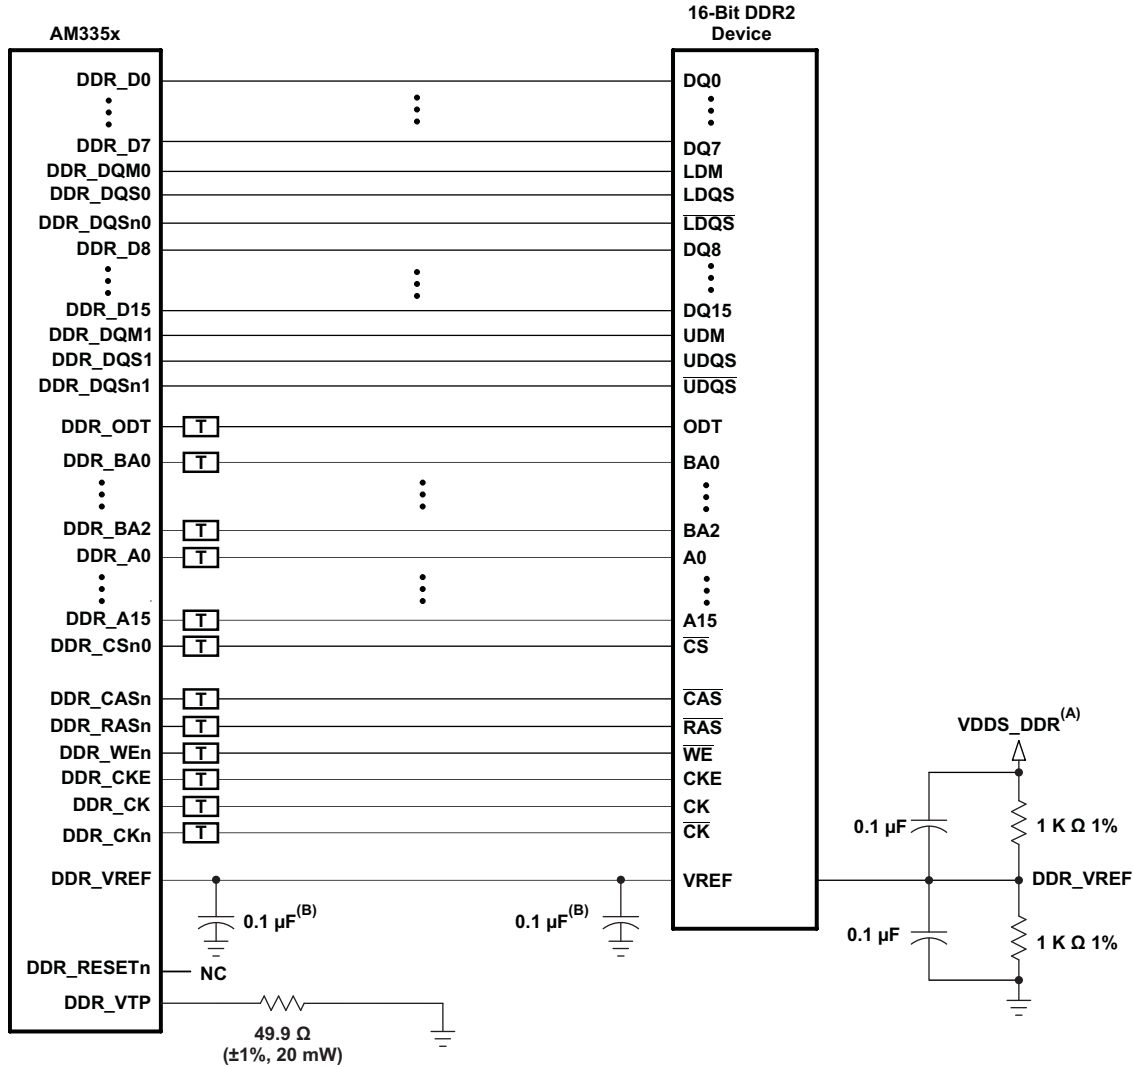 16-Bit DDR2
Device
AM335x
DDR_D0
DQ0
DDR_D7
DQ7
DDR_DQM0
LDM
DDR_DQS0
LDQS
DDR_DQSn0
LDQS
DDR_D8
DQ8
DDR_D15
DQ15
DDR_DQM1
UDM
DDR_DQS1
UDQS
DDR_DQSn1
UDQS
DDR_ODT
T
ODT
DDR_BA0
T
BA0
DDR_BA2
T
BA2
DDR_A0
T
A0
DDR_A15
T
A15
DDR_CSn0
T
CS
DDR_CASn
T
CAS
DDR_RASn
T
RAS
DDR_WEn
T
WE
DDR_CKE
T
CKE
DDR_CK
T
CK
DDR_CKn
T
CK
DDR_VREF
VREF
0.1 µF(B)
0.1 µF(B)
DDR_RESETn
NC
DDR_VTP
49.9 Ω
(±1%, 20 mW)
VDDS_DDR(A)
0.1 µF
1 K Ω 1%
DDR_VREF
0.1 µF
1 K Ω 1%